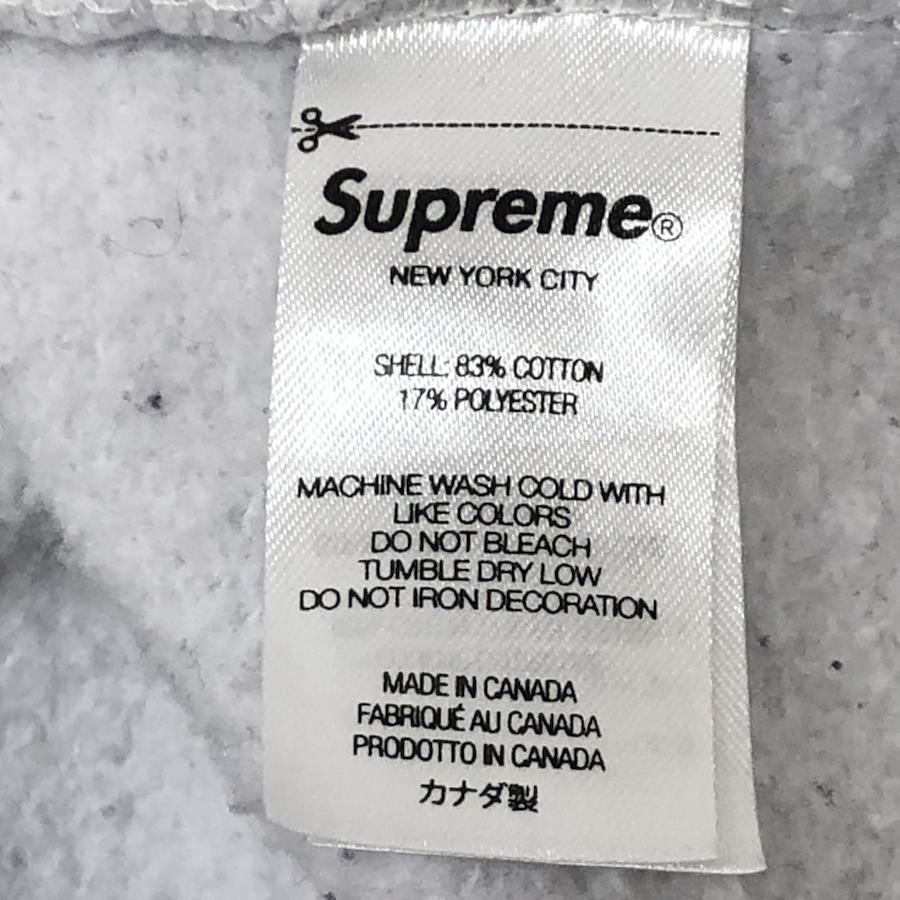 Supreme®
NEW YORK CITY
SHELL: 83% COTTON
17% POLYESTER
MACHINE WASH COLD WITH
LIKE COLORS
DO NOT BLEACH
TUMBLE DRY LOW
DO NOT IRON DECORATION
MADE IN CANADA
FABRIQUÉ AU CANADA
PRODOTTO IN CANADA
カナダ製